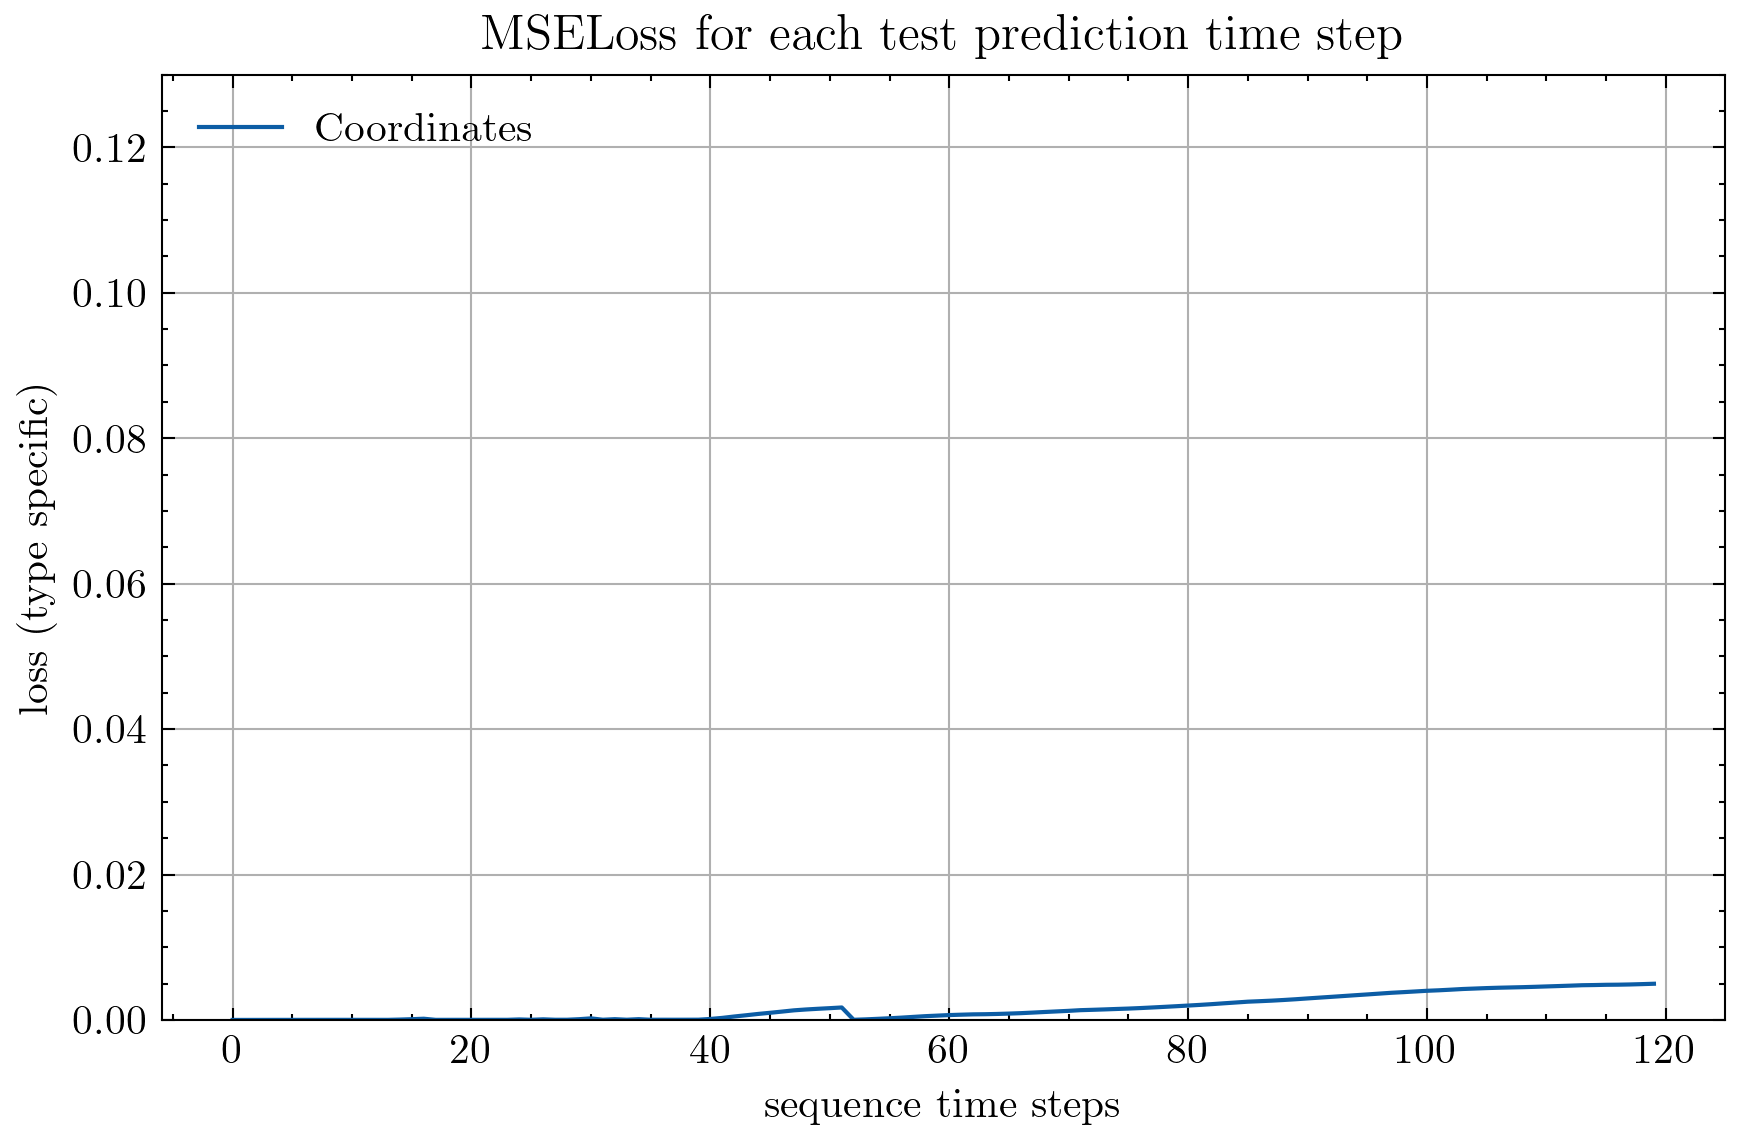 MSELoss for each test prediction time step
Coordinates
0.12
0.10
0.08
0.06
0.04
0.02
0.00
loss (type specific)
0 20 40 60 80 100 120
sequence time steps